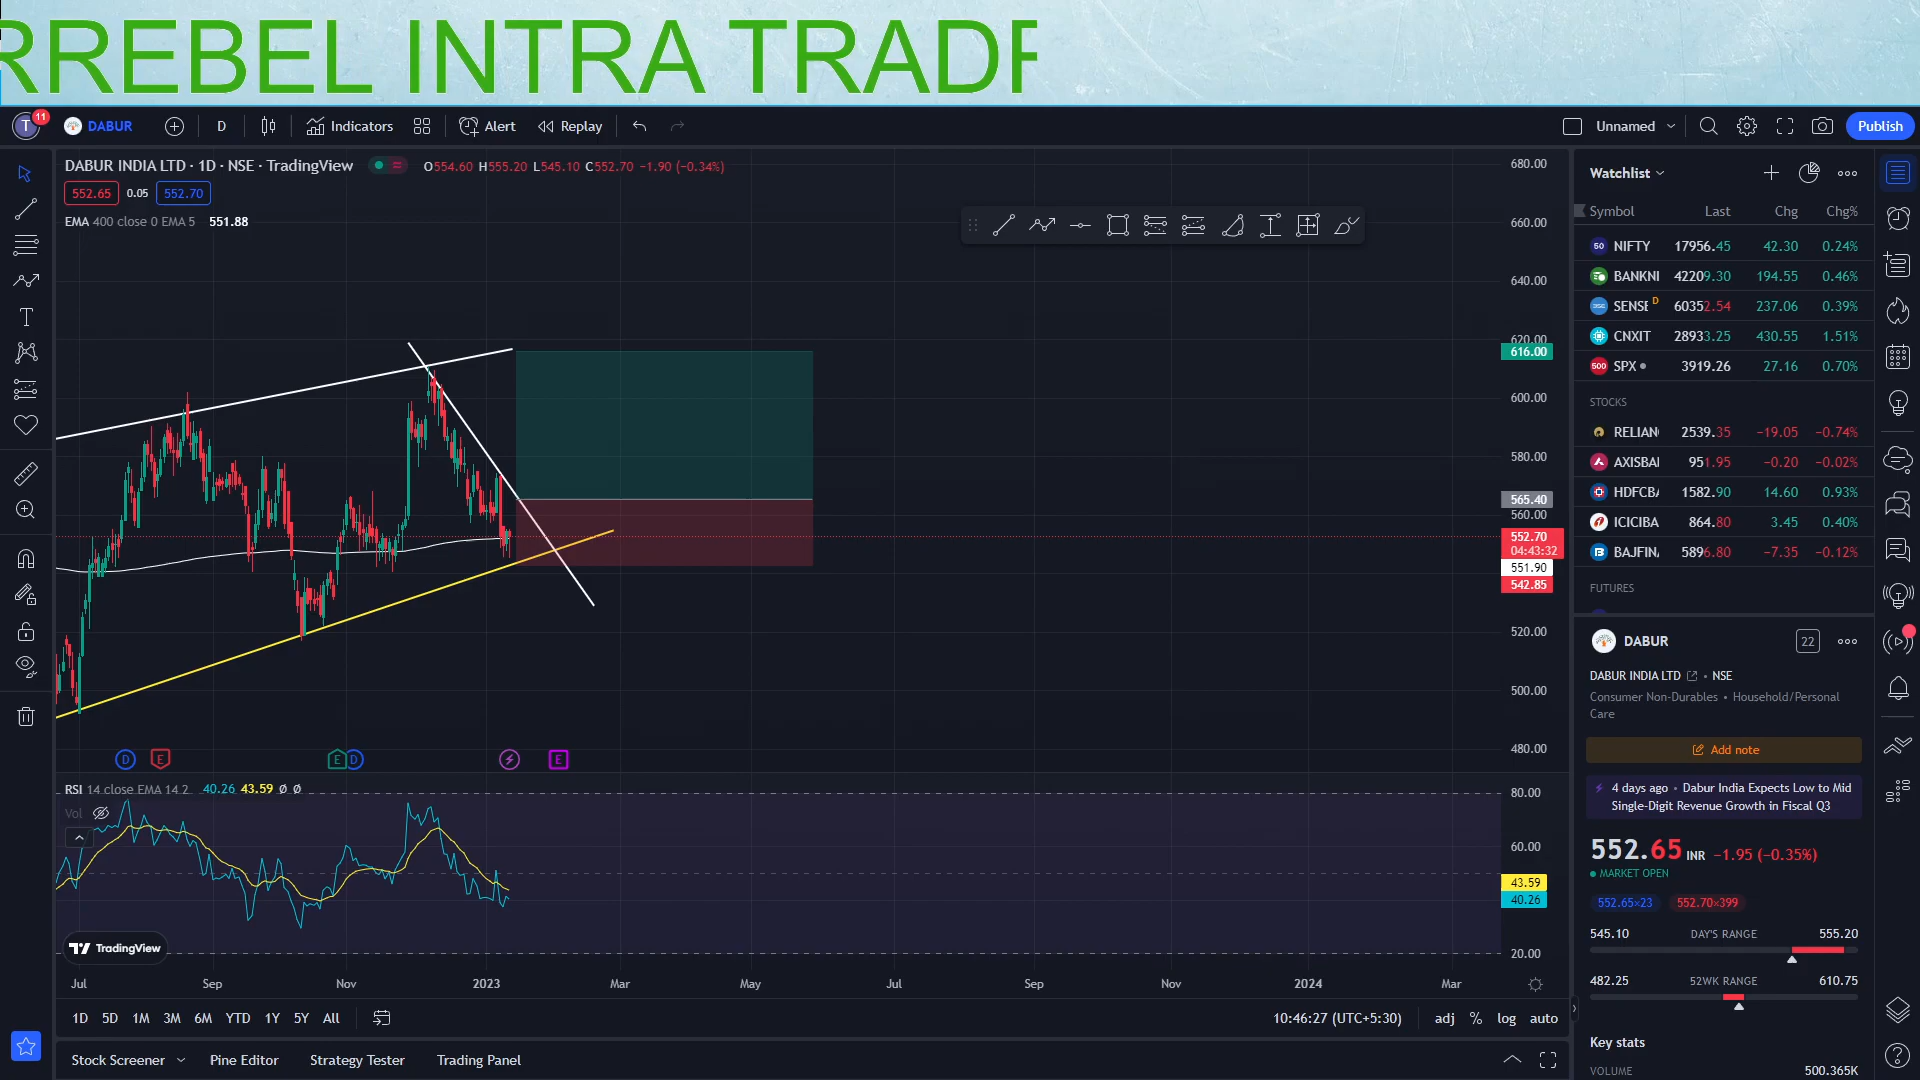 RREBEL INTRA TRADE
T 11 DABUR D Indicators Alert Replay Unnamed Publish
DABUR INDIA LTD · 1D · NSE · TradingView O554.60 H555.20 L545.10 C552.70 −1.90 (−0.34%)
552.65 0.05 552.70
EMA 400 close 0 EMA 5 551.88
680.00
660.00
640.00
620.00
616.00
600.00
580.00
565.40
560.00
552.70
04:43:32
551.90
542.85
520.00
500.00
480.00
D E E D E
RSI 14 close EMA 14 2 40.26 43.59 Ø Ø
Vol
80.00
60.00
43.59
40.26
20.00
TradingView
Jul Sep Nov 2023 Mar May Jul Sep Nov 2024 Mar
1D 5D 1M 3M 6M YTD 1Y 5Y All 10:46:27 (UTC+5:30) adj % log auto
Stock Screener Pine Editor Strategy Tester Trading Panel
Watchlist
Symbol Last Chg Chg%
50 NIFTY 17956.45 42.30 0.24%
BANKNI 42209.30 194.55 0.46%
SENSE D 60352.54 237.06 0.39%
CNXIT 28933.25 430.55 1.51%
500 SPX 3919.26 27.16 0.70%
STOCKS
RELIAN 2539.35 −19.05 −0.74%
AXISBA 951.95 −0.20 −0.02%
HDFCB 1582.90 14.60 0.93%
ICICIBA 864.80 3.45 0.40%
BAJFIN 5896.80 −7.35 −0.12%
FUTURES
DABUR 22
DABUR INDIA LTD • NSE
Consumer Non-Durables • Household/Personal
Care
Add note
4 days ago • Dabur India Expects Low to Mid
Single-Digit Revenue Growth in Fiscal Q3
552.65 INR −1.95 (−0.35%)
MARKET OPEN
552.65×23 552.70×399
545.10 DAY'S RANGE 555.20
482.25 52WK RANGE 610.75
Key stats
VOLUME 500.365K